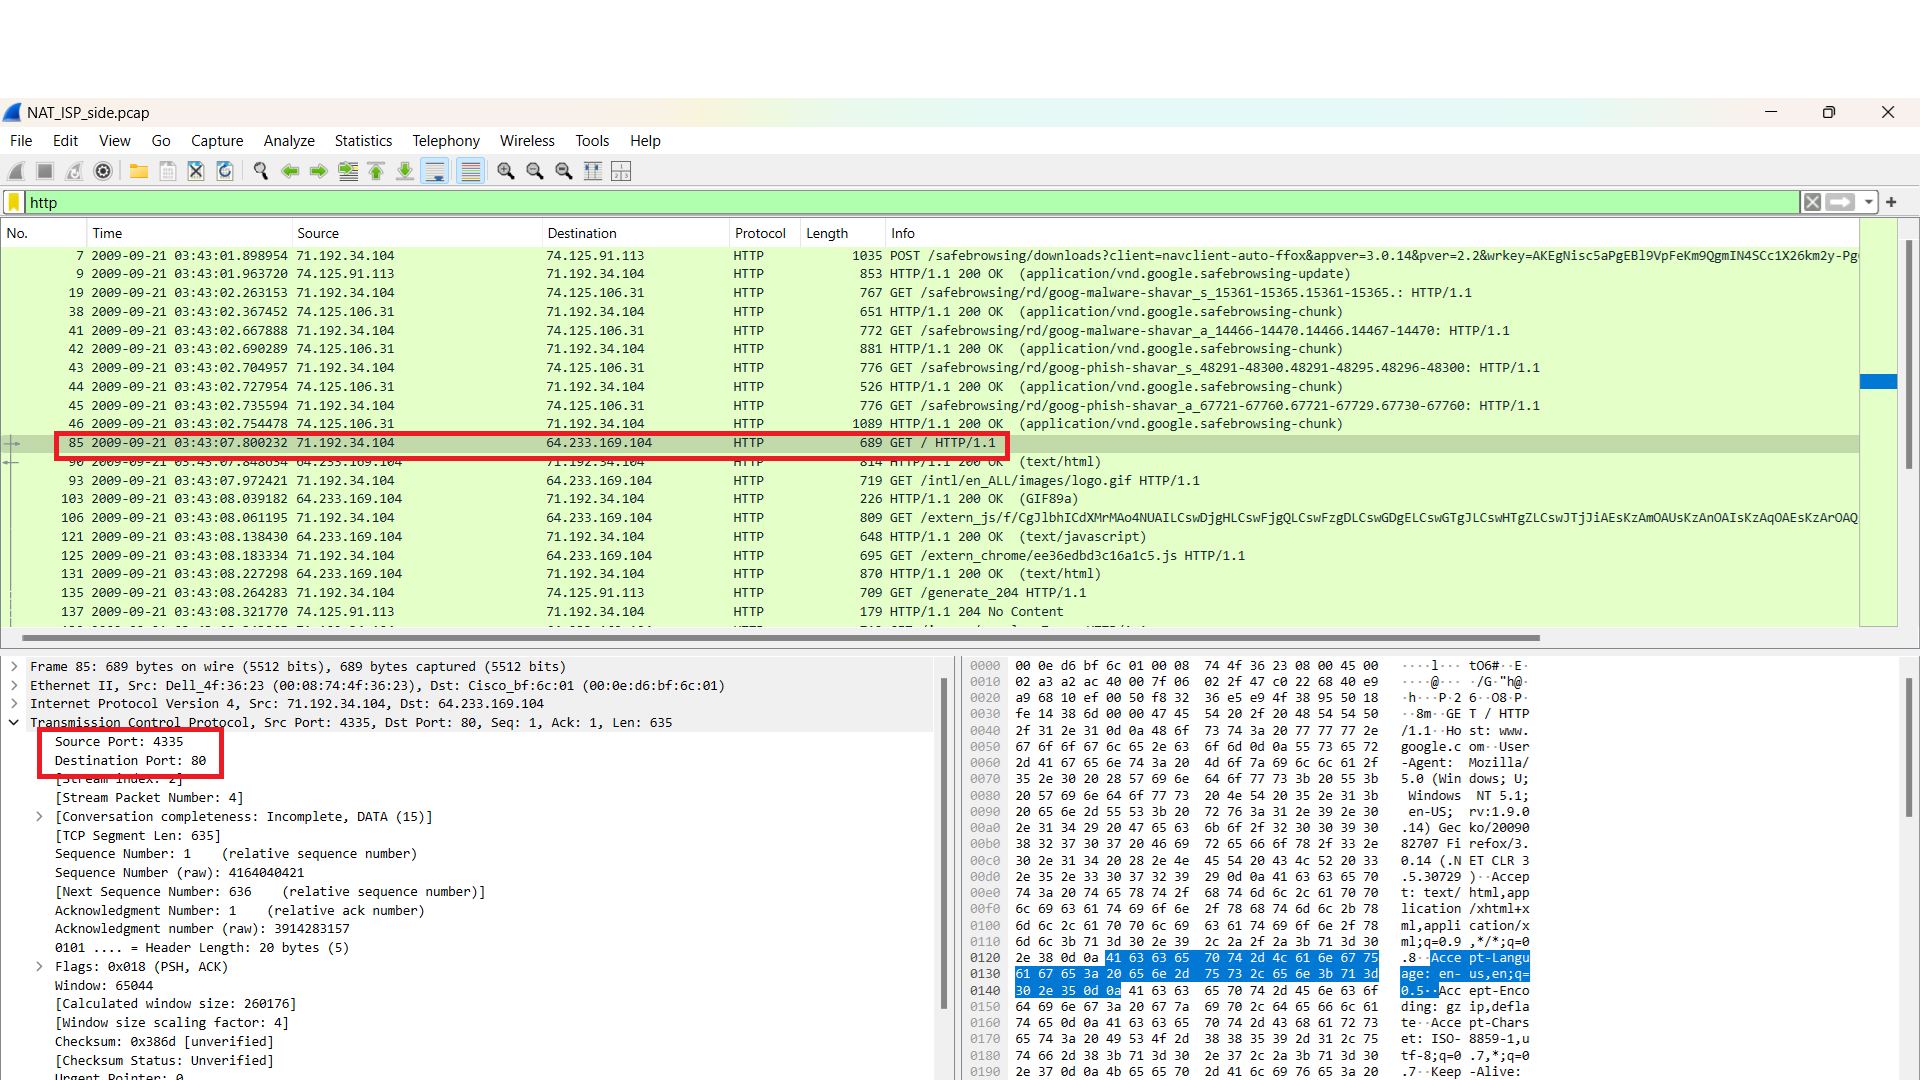 NAT_ISP_side.pcap
File Edit View Go Capture Analyze Statistics Telephony Wireless Tools Help
http
No. Time Source Destination Protocol Length Info
7 2009-09-21 03:43:01.898954 71.192.34.104 74.125.91.113 HTTP 1035 POST /safebrowsing/downloads?client=navclient-auto-ffox&appver=3.0.14&pver=2.2&wrkey=AKEgNisc5aPgEBl9VpFeKm9QgmIN4SCc1X26km2y-Pg
9 2009-09-21 03:43:01.963720 74.125.91.113 71.192.34.104 HTTP 853 HTTP/1.1 200 OK (application/vnd.google.safebrowsing-update)
19 2009-09-21 03:43:02.263153 71.192.34.104 74.125.106.31 HTTP 767 GET /safebrowsing/rd/goog-malware-shavar_s_15361-15365.15361-15365.: HTTP/1.1
38 2009-09-21 03:43:02.367452 74.125.106.31 71.192.34.104 HTTP 651 HTTP/1.1 200 OK (application/vnd.google.safebrowsing-chunk)
41 2009-09-21 03:43:02.667888 71.192.34.104 74.125.106.31 HTTP 772 GET /safebrowsing/rd/goog-malware-shavar_a_14466-14470.14466.14467-14470: HTTP/1.1
42 2009-09-21 03:43:02.690289 74.125.106.31 71.192.34.104 HTTP 881 HTTP/1.1 200 OK (application/vnd.google.safebrowsing-chunk)
43 2009-09-21 03:43:02.704957 71.192.34.104 74.125.106.31 HTTP 776 GET /safebrowsing/rd/goog-phish-shavar_s_48291-48300.48291-48295.48296-48300: HTTP/1.1
44 2009-09-21 03:43:02.727954 74.125.106.31 71.192.34.104 HTTP 526 HTTP/1.1 200 OK (application/vnd.google.safebrowsing-chunk)
45 2009-09-21 03:43:02.735594 71.192.34.104 74.125.106.31 HTTP 776 GET /safebrowsing/rd/goog-phish-shavar_a_67721-67760.67721-67729.67730-67760: HTTP/1.1
46 2009-09-21 03:43:02.754478 74.125.106.31 71.192.34.104 HTTP 1089 HTTP/1.1 200 OK (application/vnd.google.safebrowsing-chunk)
85 2009-09-21 03:43:07.800232 71.192.34.104 64.233.169.104 HTTP 689 GET / HTTP/1.1
90 2009-09-21 03:43:07.848634 64.233.169.104 71.192.34.104 HTTP 814 HTTP/1.1 200 OK (text/html)
93 2009-09-21 03:43:07.972421 71.192.34.104 64.233.169.104 HTTP 719 GET /intl/en_ALL/images/logo.gif HTTP/1.1
103 2009-09-21 03:43:08.039182 64.233.169.104 71.192.34.104 HTTP 226 HTTP/1.1 200 OK (GIF89a)
106 2009-09-21 03:43:08.061195 71.192.34.104 64.233.169.104 HTTP 809 GET /extern_js/f/CgJlbhICdXMrMAo4NUAILCswDjgHLCswFjgQLCswFzgDLCswGDgELCswGTgJLCswHTgZLCswJTjJiAEsKzAmOAUsKzAnOAIsKzAqOAEsKzArOAQ
121 2009-09-21 03:43:08.138430 64.233.169.104 71.192.34.104 HTTP 648 HTTP/1.1 200 OK (text/javascript)
125 2009-09-21 03:43:08.183334 71.192.34.104 64.233.169.104 HTTP 695 GET /extern_chrome/ee36edbd3c16a1c5.js HTTP/1.1
131 2009-09-21 03:43:08.227298 64.233.169.104 71.192.34.104 HTTP 870 HTTP/1.1 200 OK (text/html)
135 2009-09-21 03:43:08.264283 71.192.34.104 74.125.91.113 HTTP 709 GET /generate_204 HTTP/1.1
137 2009-09-21 03:43:08.321770 74.125.91.113 71.192.34.104 HTTP 179 HTTP/1.1 204 No Content
Frame 85: 689 bytes on wire (5512 bits), 689 bytes captured (5512 bits)
Ethernet II, Src: Dell_4f:36:23 (00:08:74:4f:36:23), Dst: Cisco_bf:6c:01 (00:0e:d6:bf:6c:01)
Internet Protocol Version 4, Src: 71.192.34.104, Dst: 64.233.169.104
Transmission Control Protocol, Src Port: 4335, Dst Port: 80, Seq: 1, Ack: 1, Len: 635
Source Port: 4335
Destination Port: 80
[Stream index: 2]
[Stream Packet Number: 4]
[Conversation completeness: Incomplete, DATA (15)]
[TCP Segment Len: 635]
Sequence Number: 1 (relative sequence number)
Sequence Number (raw): 4164040421
[Next Sequence Number: 636 (relative sequence number)]
Acknowledgment Number: 1 (relative ack number)
Acknowledgment number (raw): 3914283157
0101 .... = Header Length: 20 bytes (5)
Flags: 0x018 (PSH, ACK)
Window: 65044
[Calculated window size: 260176]
[Window size scaling factor: 4]
Checksum: 0x386d [unverified]
[Checksum Status: Unverified]
Urgent Pointer: 0
0000 00 0e d6 bf 6c 01 00 08 74 4f 36 23 08 00 45 00 ····l··· tO6#··E·
0010 02 a3 a2 ac 40 00 7f 06 02 2f 47 c0 22 68 40 e9 ····@··· ·/G·"h@·
0020 a9 68 10 ef 00 50 f8 32 36 e5 e9 4f 38 95 50 18 ·h···P·2 6··O8·P·
0030 fe 14 38 6d 00 00 47 45 54 20 2f 20 48 54 54 50 ··8m··GE T / HTTP
0040 2f 31 2e 31 0d 0a 48 6f 73 74 3a 20 77 77 77 2e /1.1··Ho st: www.
0050 67 6f 6f 67 6c 65 2e 63 6f 6d 0d 0a 55 73 65 72 google.c om··User
0060 2d 41 67 65 6e 74 3a 20 4d 6f 7a 69 6c 6c 61 2f -Agent: Mozilla/
0070 35 2e 30 20 28 57 69 6e 64 6f 77 73 3b 20 55 3b 5.0 (Win dows; U;
0080 20 57 69 6e 64 6f 77 73 20 4e 54 20 35 2e 31 3b Windows NT 5.1;
0090 20 65 6e 2d 55 53 3b 20 72 76 3a 31 2e 39 2e 30 en-US; rv:1.9.0
00a0 2e 31 34 29 20 47 65 63 6b 6f 2f 32 30 30 39 30 .14) Gec ko/20090
00b0 38 32 37 30 37 20 46 69 72 65 66 6f 78 2f 33 2e 82707 Fi refox/3.
00c0 30 2e 31 34 20 28 2e 4e 45 54 20 43 4c 52 20 33 0.14 (.N ET CLR 3
00d0 2e 35 2e 33 30 37 32 39 29 0d 0a 41 63 63 65 70 .5.30729 )··Accep
00e0 74 3a 20 74 65 78 74 2f 68 74 6d 6c 2c 61 70 70 t: text/ html,app
00f0 6c 69 63 61 74 69 6f 6e 2f 78 68 74 6d 6c 2b 78 lication /xhtml+x
0100 6d 6c 2c 61 70 70 6c 69 63 61 74 69 6f 6e 2f 78 ml,appli cation/x
0110 6d 6c 3b 71 3d 30 2e 39 2c 2a 2f 2a 3b 71 3d 30 ml;q=0.9 ,*/*;q=0
0120 2e 38 0d 0a 41 63 63 65 70 74 2d 4c 61 6e 67 75 .8··Acce pt-Langu
0130 61 67 65 3a 20 65 6e 2d 75 73 2c 65 6e 3b 71 3d age: en- us,en;q=
0140 30 2e 35 0d 0a 41 63 63 65 70 74 2d 45 6e 63 6f 0.5··Acc ept-Enco
0150 64 69 6e 67 3a 20 67 7a 69 70 2c 64 65 66 6c 61 ding: gz ip,defla
0160 74 65 0d 0a 41 63 63 65 70 74 2d 43 68 61 72 73 te··Acce pt-Chars
0170 65 74 3a 20 49 53 4f 2d 38 38 35 39 2d 31 2c 75 et: ISO- 8859-1,u
0180 74 66 2d 38 3b 71 3d 30 2e 37 2c 2a 3b 71 3d 30 tf-8;q=0 .7,*;q=0
0190 2e 37 0d 0a 4b 65 65 70 2d 41 6c 69 76 65 3a 20 .7··Keep -Alive: